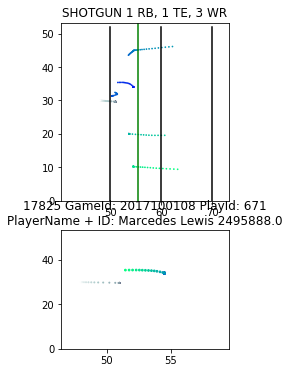 SHOTGUN 1 RB, 1 TE, 3 WR
50
40
30
20
10
0
50 60 70
17825 GameId: 2017100108 PlayId: 671
PlayerName + ID: Marcedes Lewis 2495888.0
40
20
0
50 55